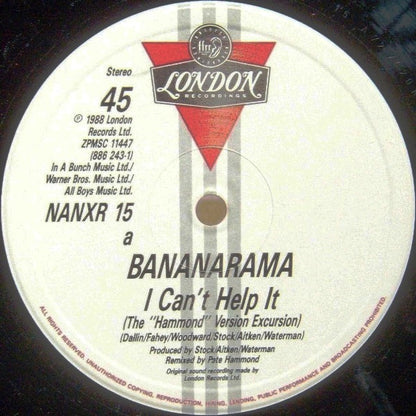 ffrr
LONDON
RECORDINGS
Stereo
45
℗ 1988 London
Records Ltd.
ZPMSC 11447
(886 243-1)
In A Bunch Music Ltd./
Warner Bros. Music Ltd./
All Boys Music Ltd.
NANXR 15
a
BANANARAMA
I Can't Help It
(The "Hammond" Version Excursion)
(Dallin/Fahey/Woodward/Stock/Aitken/Waterman)
Produced by Stock/Aitken/Waterman
Remixed by Pete Hammond
Original sound recording made by
London Records Ltd.
ALL RIGHTS RESERVED. UNAUTHORIZED COPYING, REPRODUCTION, HIRING, LENDING, PUBLIC PERFORMANCE AND BROADCASTING PROHIBITED.